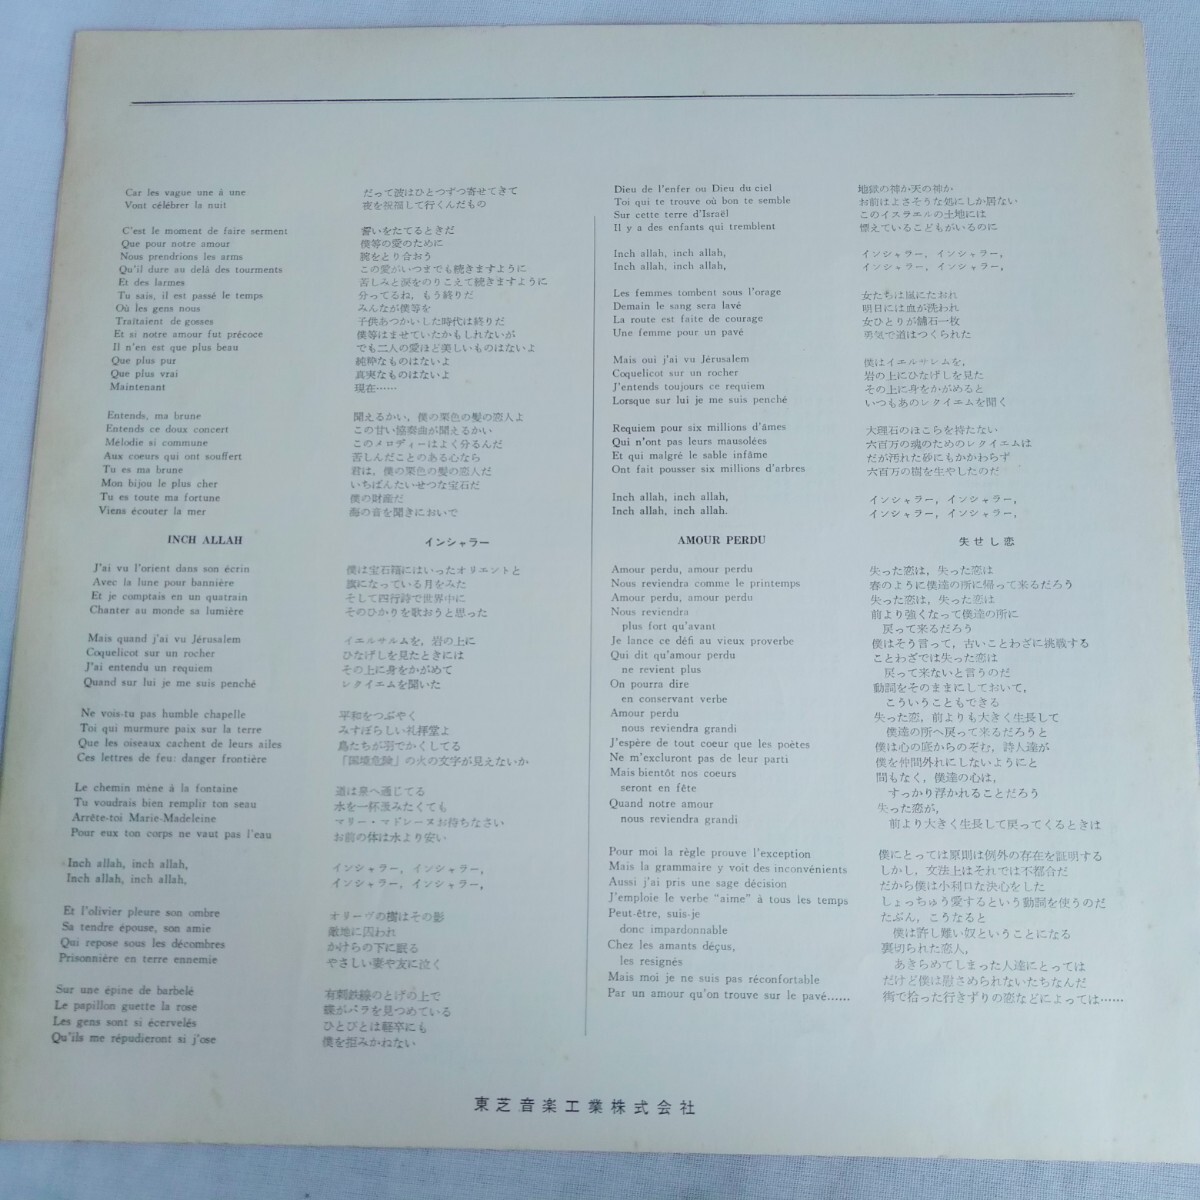 Car les vague une à une
Vont célébrer la nuit
C'est le moment de faire serment
Que pour notre amour
Nous prendrions les arms
Qu'il dure au delà des tourments
Et des larmes
Tu sais, il est passé le temps
Où les gens nous
Traitaient de gosses
Et si notre amour fut précoce
Il n'en est que plus beau
Que plus pur
Que plus vrai
Maintenant
Entends, ma brune
Entends ce doux concert
Mélodie si commune
Aux coeurs qui ont souffert
Tu es ma brune
Mon bijou le plus cher
Tu es toute ma fortune
Viens écouter la mer
だって波はひとつずつ寄せてきて
夜を祝福して行くんだもの
誓いをたてるときだ
僕等の愛のために
腕をとり合おう
この愛がいつまでも続きますように
苦しみと涙をのりこえて続きますように
分ってるね，もう終りだ
みんなが僕等を
子供あつかいした時代は終りだ
僕等はませていたかもしれないが
でも二人の愛ほど美しいものはないよ
純粋なものはないよ
真実なものはないよ
現在……
聞えるかい，僕の栗色の髪の恋人よ
この甘い協奏曲が聞えるかい
このメロディーはよく分るんだ
苦しんだことのある心なら
君は，僕の栗色の髪の恋人だ
いちばんたいせつな宝石だ
僕の財産だ
海の音を聞きにおいで
INCH ALLAH
インシャラー
J'ai vu l'orient dans son écrin
Avec la lune pour bannière
Et je comptais en un quatrain
Chanter au monde sa lumière
Mais quand j'ai vu Jérusalem
Coquelicot sur un rocher
J'ai entendu un requiem
Quand sur lui je me suis penché
Ne vois-tu pas humble chapelle
Toi qui murmure paix sur la terre
Que les oiseaux cachent de leurs ailes
Ces lettres de feu: danger frontière
Le chemin mène à la fontaine
Tu voudrais bien remplir ton seau
Arrête-toi Marie-Madeleine
Pour eux ton corps ne vaut pas l'eau
Inch allah, inch allah,
Inch allah, inch allah,
Et l'olivier pleure son ombre
Sa tendre épouse, son amie
Qui repose sous les décombres
Prisonnière en terre ennemie
Sur une épine de barbelé
Le papillon guette la rose
Les gens sont si écervelés
Qu'ils me répudieront si j'ose
僕は宝石箱にはいったオリエントと
旗になっている月をみた
そして四行詩で世界中に
そのひかりを歌おうと思った
イエルサルムを，岩の上に
ひなげしを見たときには
その上に身をかがめて
レクイエムを聞いた
平和をつぶやく
みすぼらしい礼拝堂よ
鳥たちが羽でかくしてる
「国境危険」の火の文字が見えないか
道は泉へ通じてる
水を一杯汲みたくても
マリー・マドレーヌお待ちなさい
お前の体は水より安い
インシャラー，インシャラー，
インシャラー，インシャラー，
オリーヴの樹はその影
敵地に囚われ
かけらの下に眠る
やさしい妻や友に泣く
有刺鉄線のとげの上で
蝶がバラを見つめている
ひとびとは軽卒にも
僕を拒みかねない
Dieu de l'enfer ou Dieu du ciel
Toi qui te trouve où bon te semble
Sur cette terre d'Israël
Il y a des enfants qui tremblent
Inch allah, inch allah,
Inch allah, inch allah,
Les femmes tombent sous l'orage
Demain le sang sera lavé
La route est faite de courage
Une femme pour un pavé
Mais oui j'ai vu Jérusalem
Coquelicot sur un rocher
J'entends toujours ce requiem
Lorsque sur lui je me suis penché
Requiem pour six millions d'âmes
Qui n'ont pas leurs mausolées
Et qui malgré le sable infâme
Ont fait pousser six millions d'arbres
Inch allah, inch allah,
Inch allah, inch allah.
地獄の神か天の神か
お前はよさそうな処にしか居ない
このイスラエルの土地には
慄えているこどもがいるのに
インシャラー，インシャラー。
インシャラー，インシャラー，
女たちは嵐にたおれ
明日には血が洗われ
女ひとりが舗石一枚
勇気で道はつくられた
僕はイエルサレムを，
岩の上にひなげしを見た
その上に身をかがめると
いつもあのレクイエムを聞く
大理石のほこらを持たない
六百万の魂のためのレクイエムは
だが汚れた砂にもかかわらず
六百万の樹を生やしたのだ
インシャラー，インシャラー，
インシャラー，インシャラー，
AMOUR PERDU
失せし恋
Amour perdu, amour perdu
Nous reviendra comme le printemps
Amour perdu, amour perdu
Nous reviendra
plus fort qu'avant
Je lance ce défi au vieux proverbe
Qui dit qu'amour perdu
ne revient plus
On pourra dire
en conservant verbe
Amour perdu
nous reviendra grandi
J'espère de tout coeur que les poètes
Ne m'excluront pas de leur parti
Mais bientôt nos coeurs
seront en fête
Quand notre amour
nous reviendra grandi
Pour moi la règle prouve l'exception
Mais la grammaire y voit des inconvénients
Aussi j'ai pris une sage décision
J'emploie le verbe "aime" à tous les temps
Peut-être, suis-je
donc impardonnable
Chez les amants déçus,
les resignés
Mais moi je ne suis pas réconfortable
Par un amour qu'on trouve sur le pavé……
失った恋は，失った恋は
春のように僕達の所に帰って来るだろう
失った恋は，失った恋は
前より強くなって僕達の所に
戻って来るだろう
僕はそう言って，古いことわざに挑戦する
ことわざでは失った恋は
戻って来ないと言うのだ
動詞をそのままにしておいて，
こういうこともできる
失った恋，前よりも大きく生長して
僕達の所へ戻って来るだろうと
僕は心の底からのぞむ，詩人達が
僕を仲間外れにしないようにと
間もなく，僕達の心は，
すっかり浮かれることだろう
失った恋が，
前より大きく生長して戻ってくるときは
僕にとっては原則は例外の存在を証明する
しかし，文法上はそれでは不都合だ
だから僕は小利口な決心をした
しょっちゅう愛するという動詞を使うのだ
たぶん，こうなると
僕は許し難い奴ということになる
裏切られた恋人，
あきらめてしまった人達にとっては
だけど僕は慰さめられないたちなんだ
街で拾った行きずりの恋などによっては……
東芝音楽工業株式会社